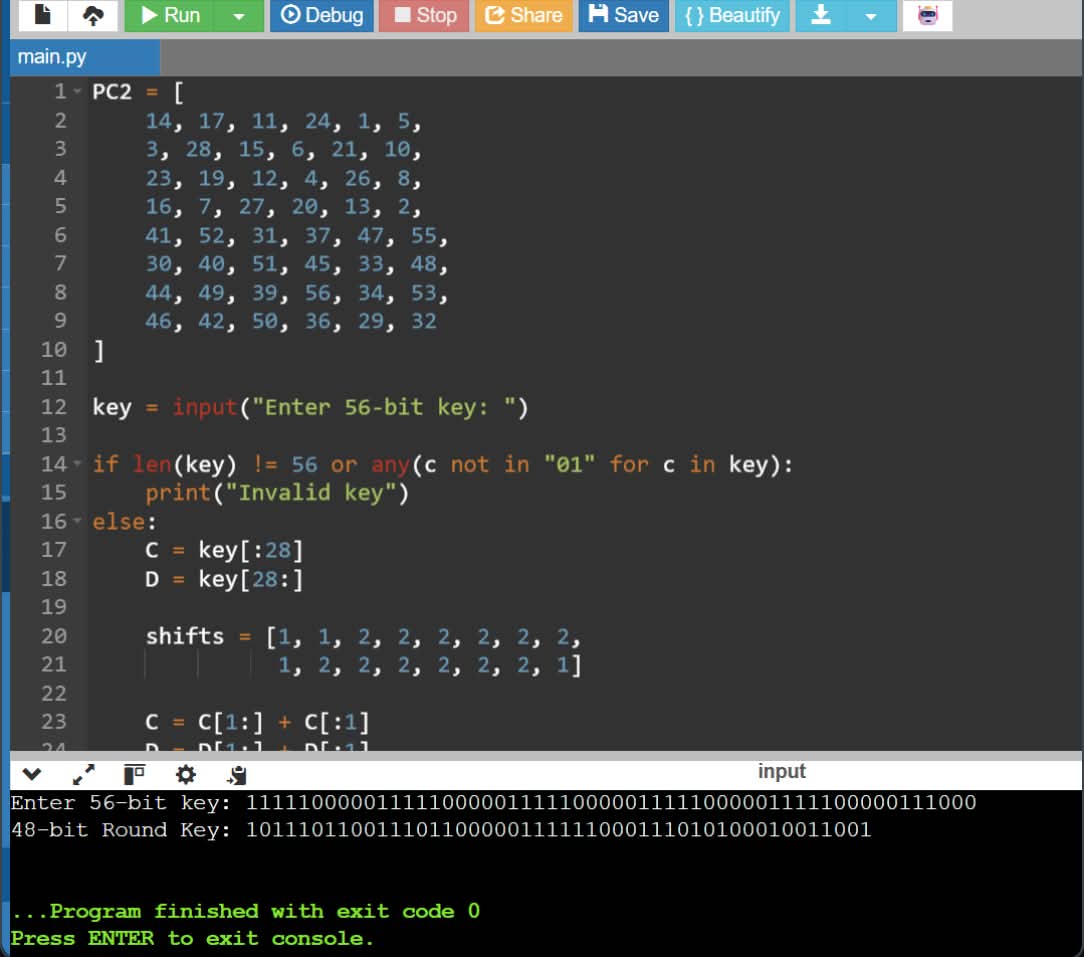 Run
Debug
Stop
Share
Save
{ } Beautify
main.py
1 PC2 = [
2 14, 17, 11, 24, 1, 5,
3 3, 28, 15, 6, 21, 10,
4 23, 19, 12, 4, 26, 8,
5 16, 7, 27, 20, 13, 2,
6 41, 52, 31, 37, 47, 55,
7 30, 40, 51, 45, 33, 48,
8 44, 49, 39, 56, 34, 53,
9 46, 42, 50, 36, 29, 32
10 ]
11
12 key = input("Enter 56-bit key: ")
13
14 if len(key) != 56 or any(c not in "01" for c in key):
15 print("Invalid key")
16 else:
17 C = key[:28]
18 D = key[28:]
19
20 shifts = [1, 1, 2, 2, 2, 2, 2, 2,
21 1, 2, 2, 2, 2, 2, 2, 1]
22
23 C = C[1:] + C[:1]
24 D = D[1:] + D[:1]
input
Enter 56-bit key: 11111000001111100000111110000011111000001111100000111000
48-bit Round Key: 101110110011101100000111111000111010100010011001
...Program finished with exit code 0
Press ENTER to exit console.